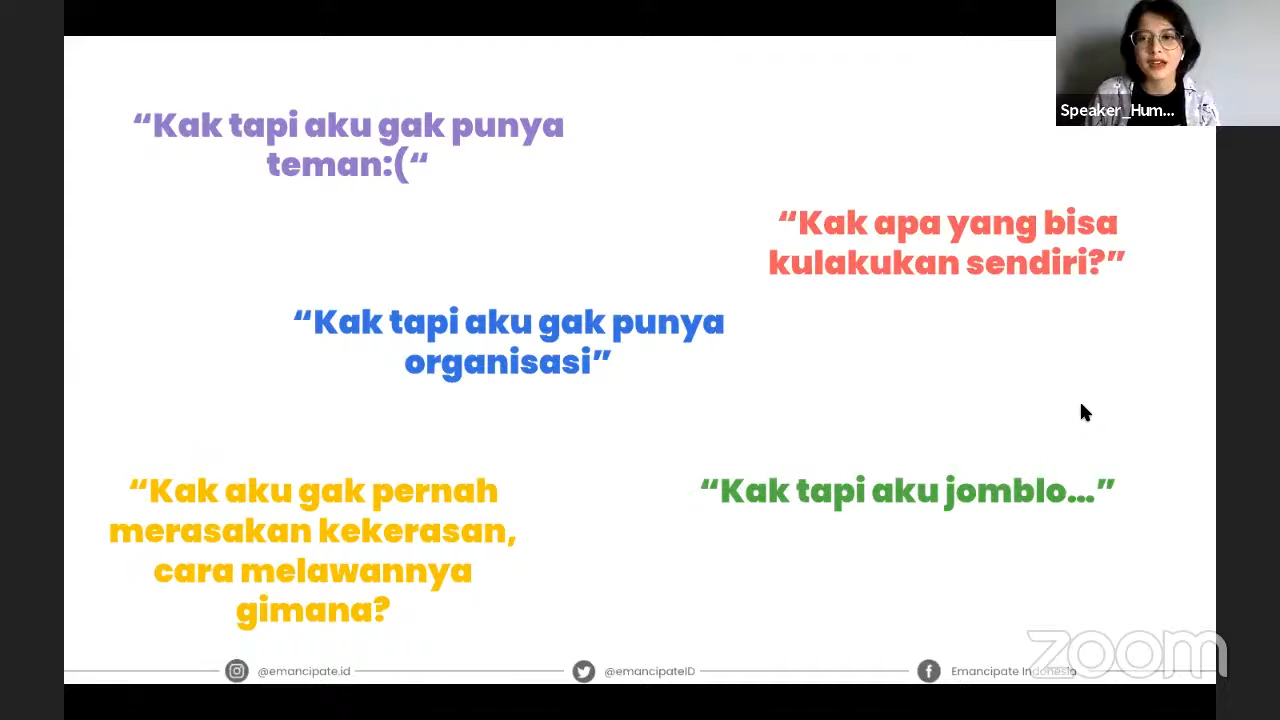 Speaker_Hum...
“Kak tapi aku gak punya
teman:(“
“Kak apa yang bisa
kulakukan sendiri?”
“Kak tapi aku gak punya
organisasi”
“Kak aku gak pernah
merasakan kekerasan,
cara melawannya
gimana?
“Kak tapi aku jomblo...”
@emancipate.id
@emancipateID
Emancipate Indonesia
zoom